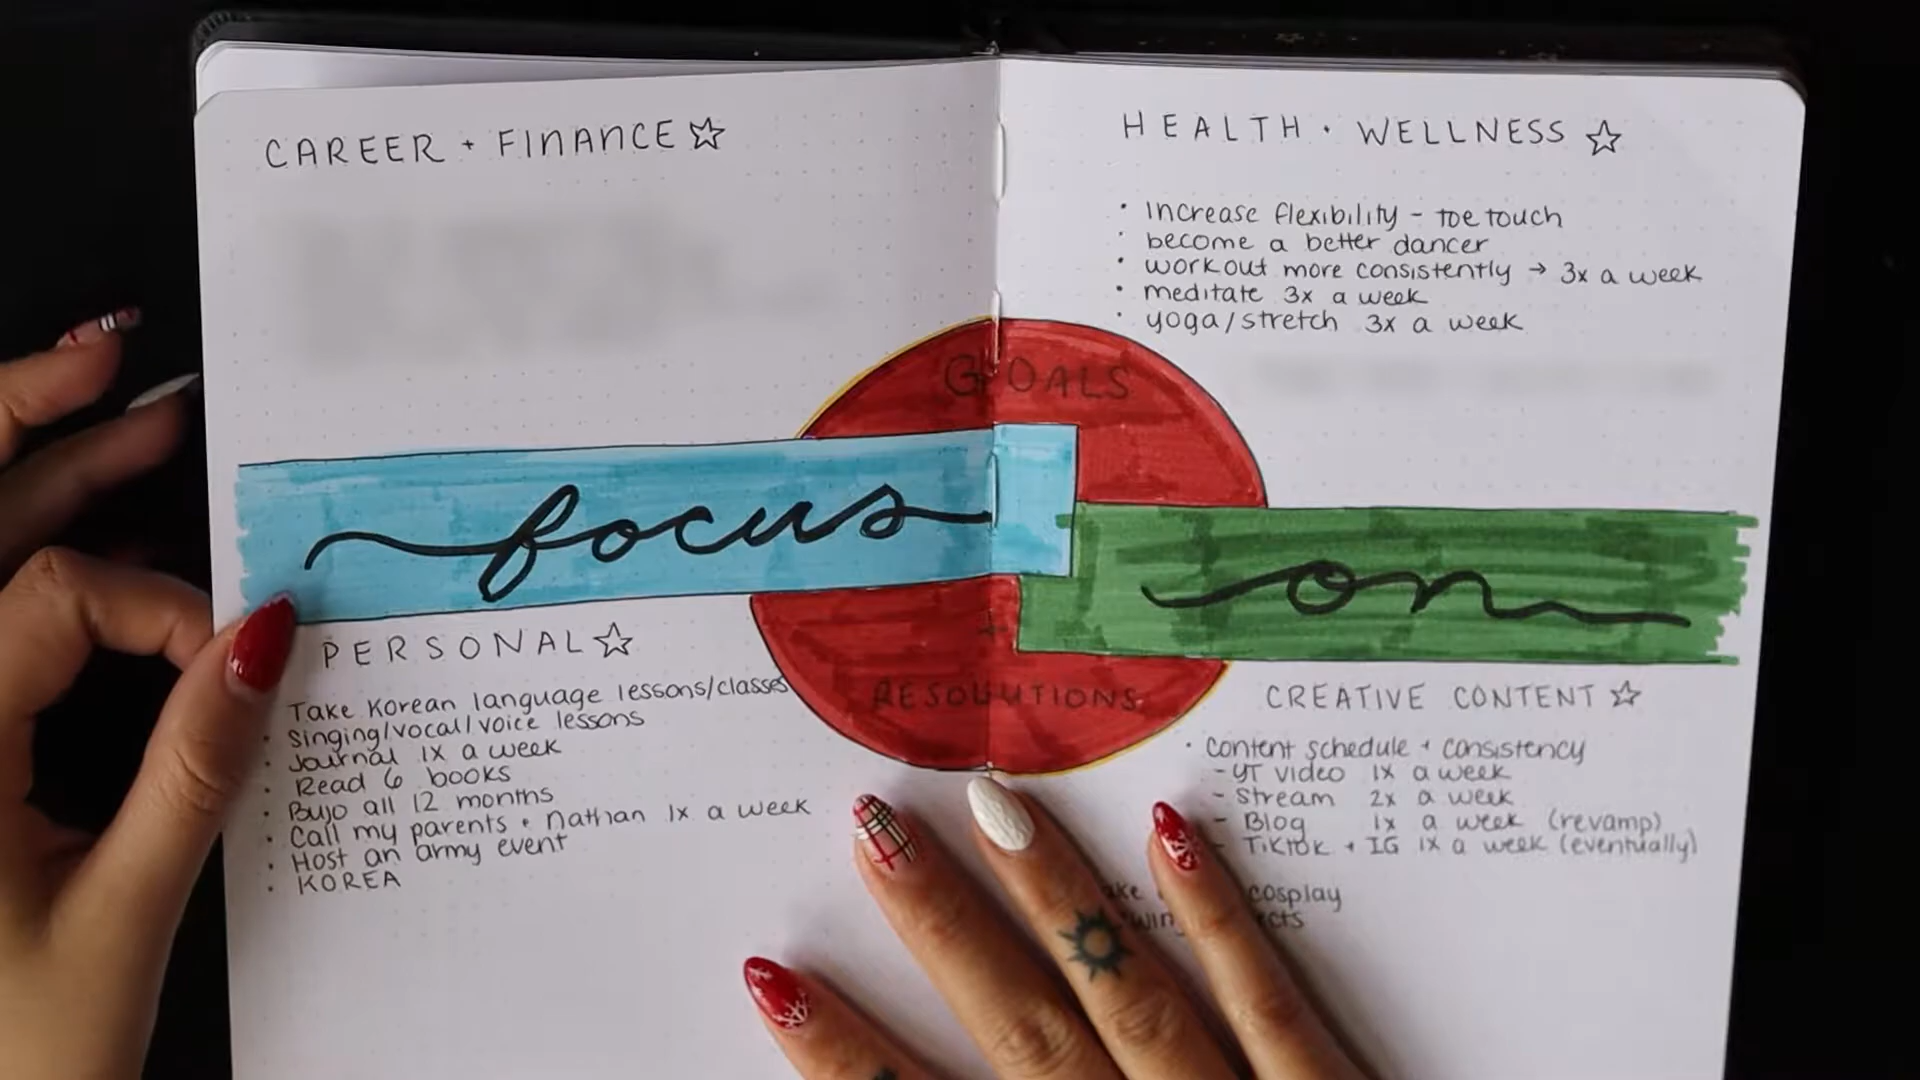 CAREER + FINANCE
HEALTH + WELLNESS
• increase flexibility - toe touch
• become a better dancer
• workout more consistently → 3x a week
• meditate 3x a week
• yoga/stretch 3x a week
GOALS
focus
on
+
RESOLUTIONS
PERSONAL
Take Korean language lessons/classes
• Singing/vocal/voice lessons
• Journal 1x a week
• Read 6 books
• Bujo all 12 months
• Call my parents + nathan 1x a week
• Host an army event
• KOREA
CREATIVE CONTENT
• content schedule + consistency
- YT video 1x a week
- Stream 2x a week
- Blog 1x a week (revamp)
- TikTok + IG 1x a week (eventually)
cosplay